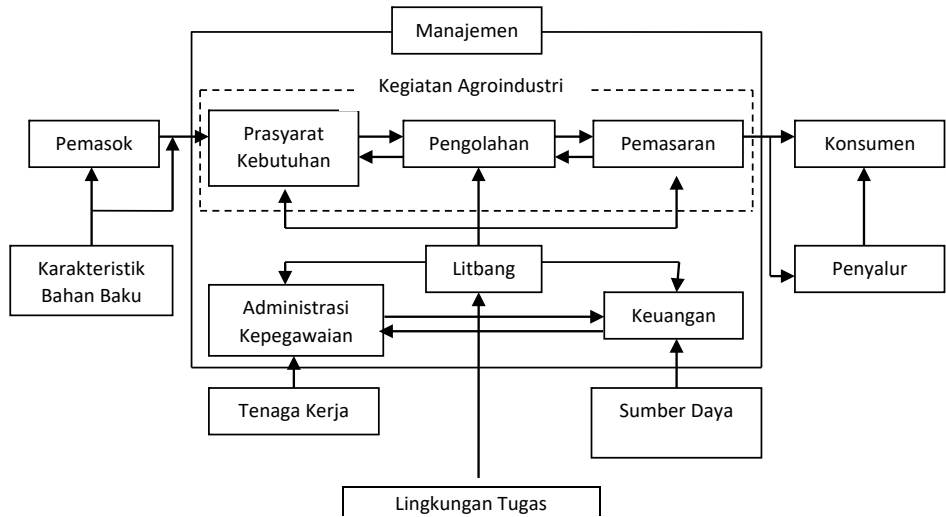 Manajemen
Kegiatan Agroindustri
Pemasok
Prasyarat
Kebutuhan
Pengolahan
Pemasaran
Konsumen
Karakteristik
Bahan Baku
Litbang
Penyalur
Administrasi
Kepegawaian
Keuangan
Tenaga Kerja
Sumber Daya
Lingkungan Tugas